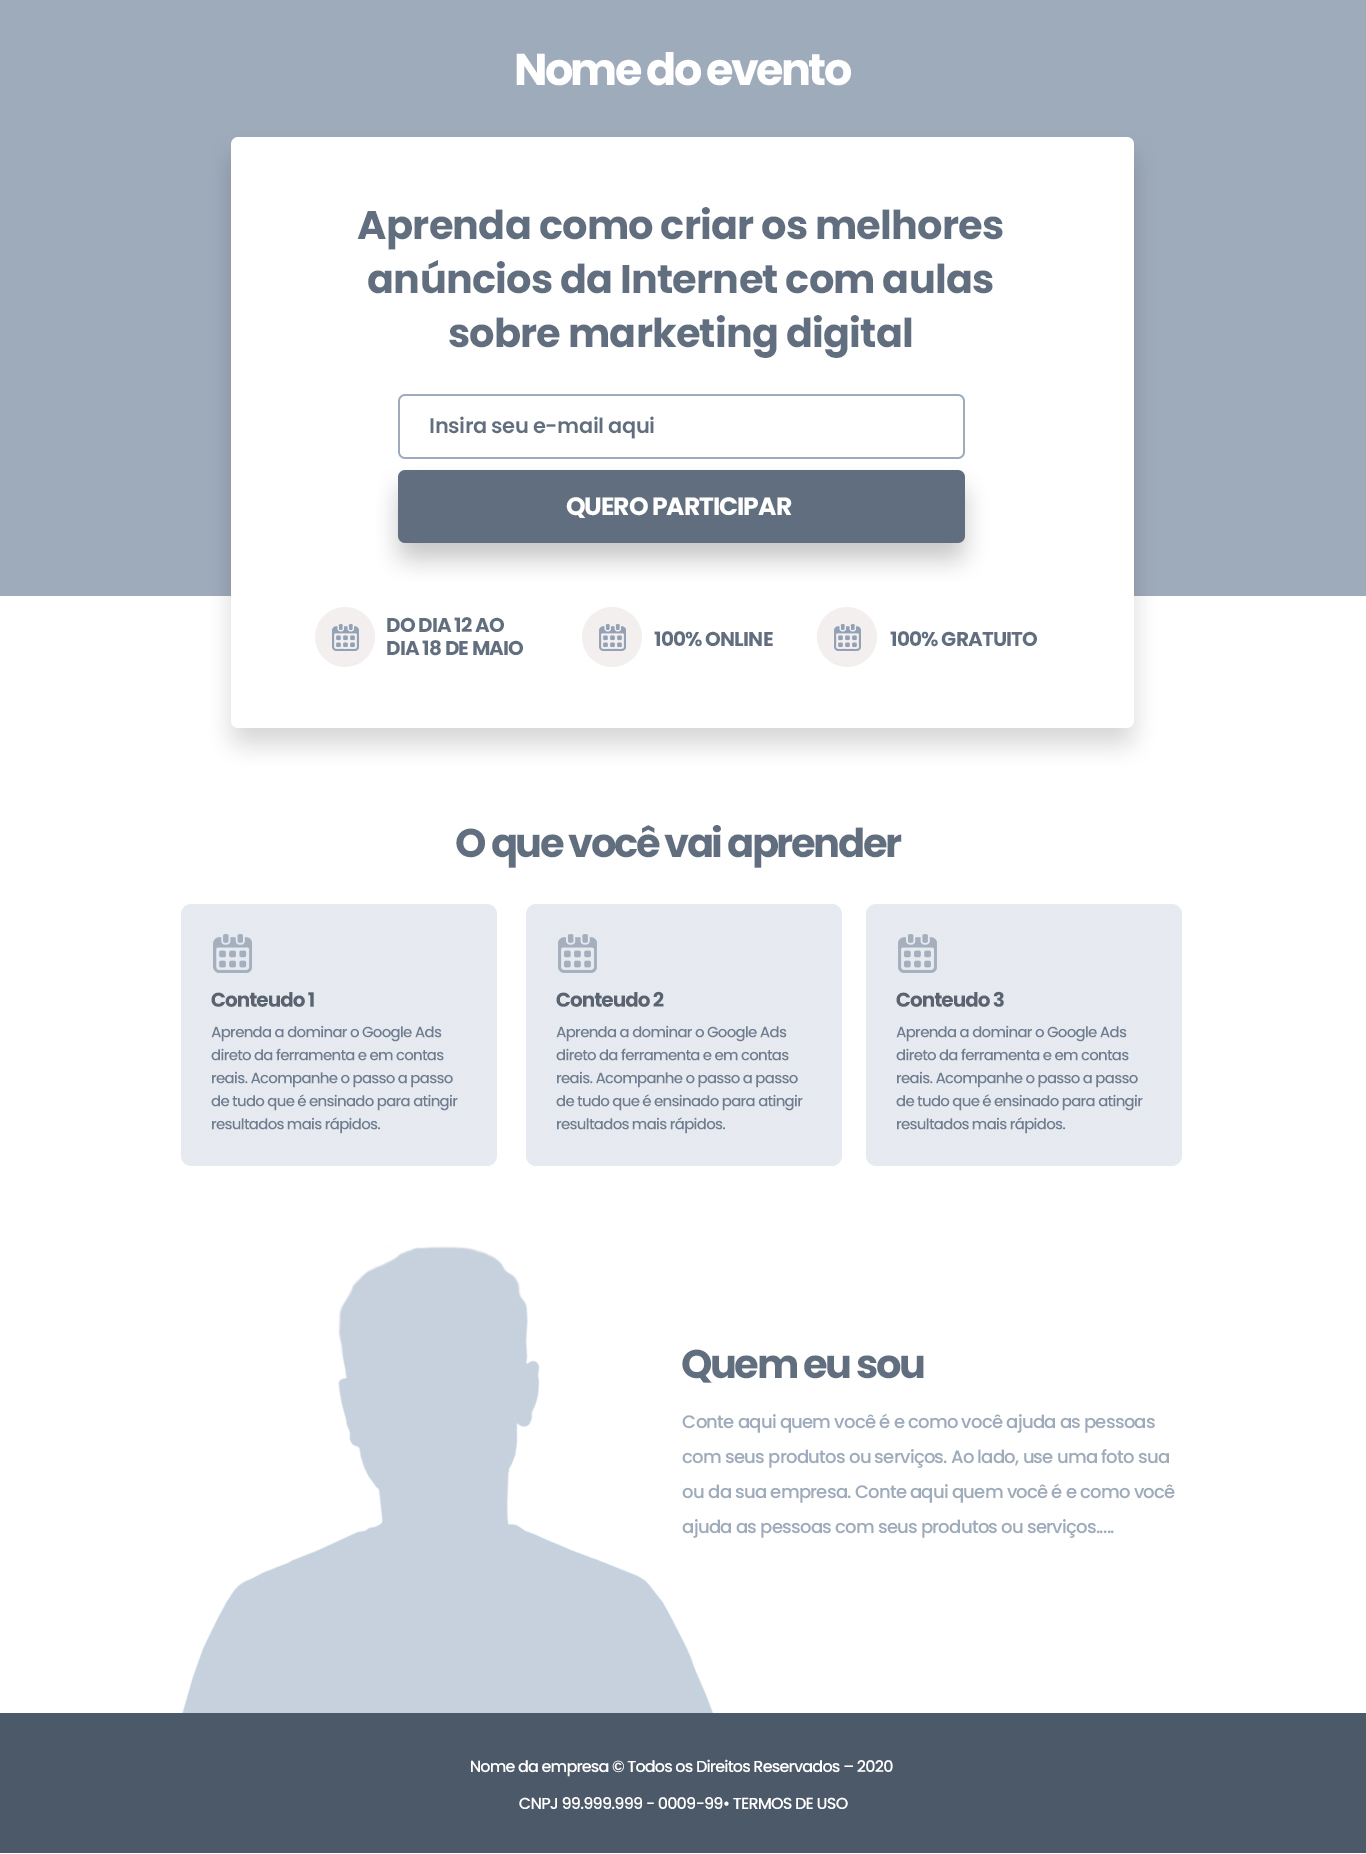 Nome do evento
Aprenda como criar os melhores
anúncios da Internet com aulas
sobre marketing digital
Insira seu e-mail aqui
QUERO PARTICIPAR
DO DIA 12 AO
DIA 18 DE MAIO
100% ONLINE
100% GRATUITO
O que você vai aprender
Conteudo 1
Aprenda a dominar o Google Ads
direto da ferramenta e em contas
reais. Acompanhe o passo a passo
de tudo que é ensinado para atingir
resultados mais rápidos.
Conteudo 2
Aprenda a dominar o Google Ads
direto da ferramenta e em contas
reais. Acompanhe o passo a passo
de tudo que é ensinado para atingir
resultados mais rápidos.
Conteudo 3
Aprenda a dominar o Google Ads
direto da ferramenta e em contas
reais. Acompanhe o passo a passo
de tudo que é ensinado para atingir
resultados mais rápidos.
Quem eu sou
Conte aqui quem você é e como você ajuda as pessoas
com seus produtos ou serviços. Ao lado, use uma foto sua
ou da sua empresa. Conte aqui quem você é e como você
ajuda as pessoas com seus produtos ou serviços.....
Nome da empresa © Todos os Direitos Reservados – 2020
CNPJ 99.999.999 - 0009-99• TERMOS DE USO